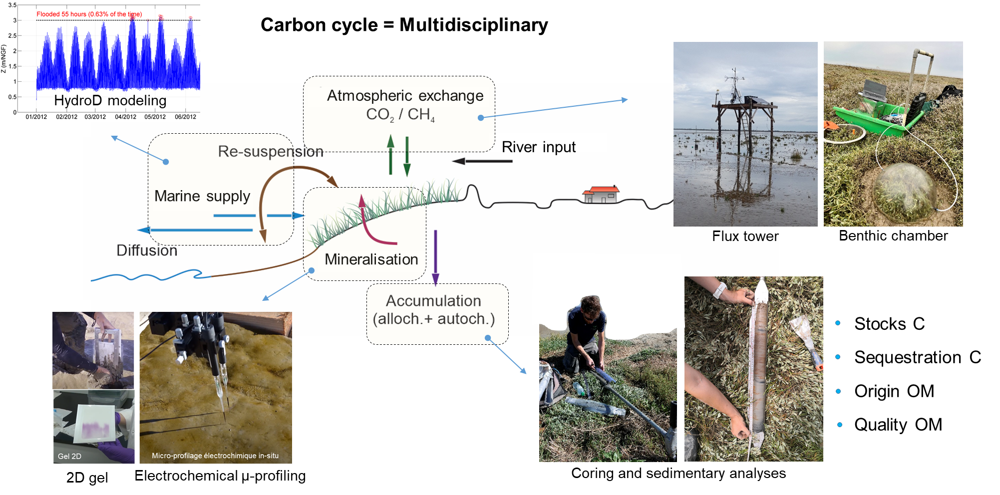 Carbon cycle = Multidisciplinary
3.5
3
2.5
2
1.5
1
0.5
0
Z (m/NGF)
Flooded 55 hours (0.63% of the time)
HydroD modeling
01/2012 02/2012 03/2012 04/2012 05/2012 06/2012
Atmospheric exchange
CO₂ / CH₄
Re-suspension
River input
Marine supply
Diffusion
Mineralisation
Accumulation
(alloch.+ autoch.)
Flux tower
Benthic chamber
Gel 2D
Micro-profilage électrochimique in-situ
2D gel
Electrochemical µ-profiling
Coring and sedimentary analyses
• Stocks C
• Sequestration C
• Origin OM
• Quality OM